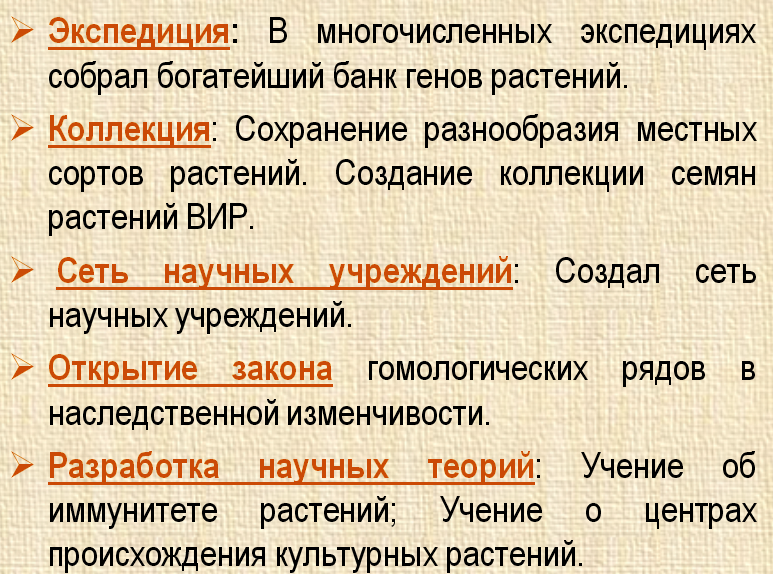 Экспедиция: В многочисленных экспедициях
собрал богатейший банк генов растений.
Коллекция: Сохранение разнообразия местных
сортов растений. Создание коллекции семян
растений ВИР.
Сеть научных учреждений: Создал сеть
научных учреждений.
Открытие закона гомологических рядов в
наследственной изменчивости.
Разработка научных теорий: Учение об
иммунитете растений; Учение о центрах
происхождения культурных растений.